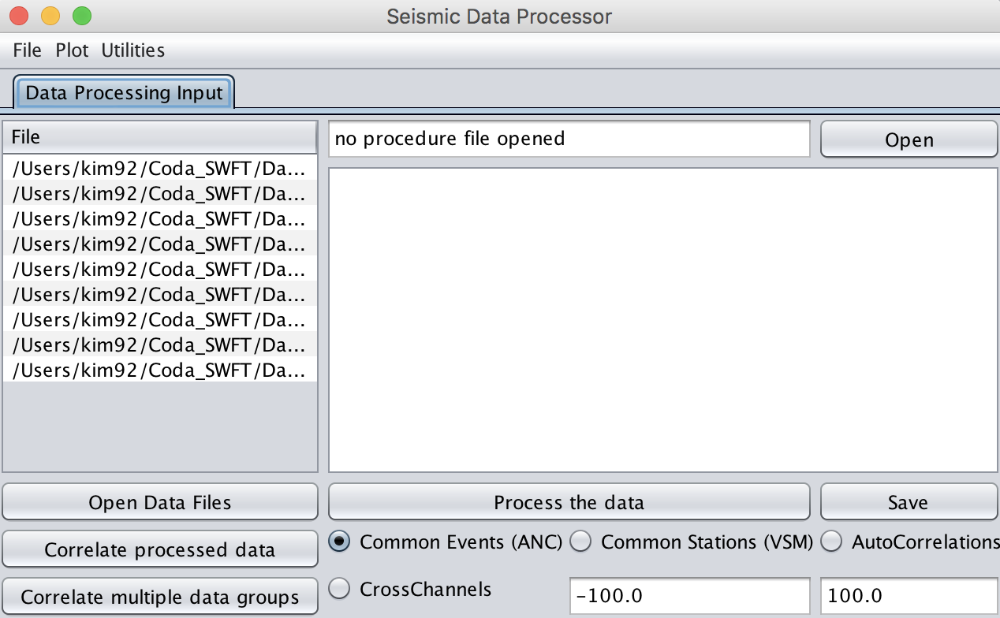 Seismic Data Processor
File Plot Utilities
Data Processing Input
File
/Users/kim92/Coda_SWFT/Da...
/Users/kim92/Coda_SWFT/Da...
/Users/kim92/Coda_SWFT/Da...
/Users/kim92/Coda_SWFT/Da...
/Users/kim92/Coda_SWFT/Da...
/Users/kim92/Coda_SWFT/Da...
/Users/kim92/Coda_SWFT/Da...
/Users/kim92/Coda_SWFT/Da...
/Users/kim92/Coda_SWFT/Da...
no procedure file opened
Open
Open Data Files
Process the data
Save
Correlate processed data
Common Events (ANC) Common Stations (VSM) AutoCorrelations
Correlate multiple data groups
CrossChannels
-100.0
100.0